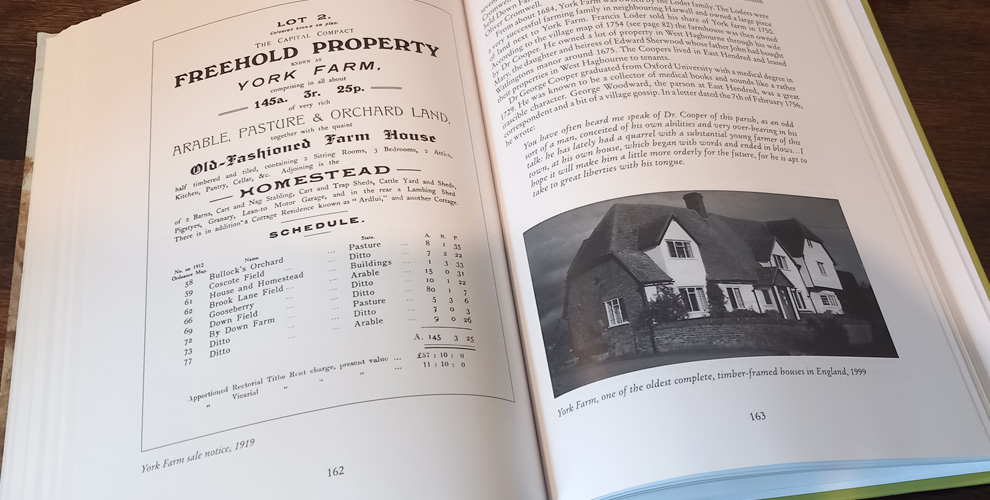 LOT 2.
Coloured Green on plan.
THE CAPITAL COMPACT
FREEHOLD PROPERTY
KNOWN AS
YORK FARM,
comprising in all about
145a. 3r. 25p.
of very rich
ARABLE, PASTURE & ORCHARD LAND,
together with the quaint
Old-Fashioned Farm House
half timbered and tiled, containing 2 Sitting Rooms, 3 Bedrooms, 2 Attics,
Kitchen, Pantry, Cellar, &c. Adjoining is the
HOMESTEAD
of 2 Barns, Cart and Nag Stabling, Cart and Trap Sheds, Cattle Yard and Sheds,
Pigstyes, Granary, Lean-to Motor Garage, and in the rear a Lambing Shed
There is in addition a Cottage Residence known as "Ardlui," and another Cottage.
SCHEDULE.
No. on 1912 Ordnance Map. Name. State. A. R. P.
58 Bullock's Orchard ... ... Pasture ... 8 1 35
59 Coscote Field ... ... Ditto ... 7 2 22
61 House and Homestead ... Buildings ... 1 3 33
62 Brook Lane Field ... ... Arable ... 15 0 31
66 Gooseberry ... ... Ditto ... 10 1 22
69 Down Field ... ... Ditto ... 80 1 7
72 By Down Farm ... ... Pasture ... 5 3 6
73 Ditto ... ... Ditto ... 7 0 3
77 Ditto ... Arable ... 9 0 26
A. 145 3 25
Apportioned Rectorial Tithe Rent charge, present value ... £57 : 10 : 0
" Vicarial " " " ... 11 : 10 : 0
York Farm sale notice, 1919
162
Oliver Cromwell.
From about 1684, York Farm was owned by the Loder family. The Loders were
a very successful farming family in neighbouring Harwell and owned a large piece
of land next to York Farm. Francis Loder sold his share of York farm in 1755.
According to the village map of 1754 (see page 82) the farmhouse was then owned
by Dr Cooper. He owned a lot of property in West Hagbourne through his wife
Mary, the daughter and heiress of Edward Sherwood whose father John had bought
Watlingtons manor around 1675. The Coopers lived in East Hendred and leased
their properties in West Hagbourne to tenants.
Dr George Cooper graduated from Oxford University with a medical degree in
1729. He was known to be a collector of medical books and sounds like a rather
irascible character. George Woodward, the parson at East Hendred, was a great
correspondent and a bit of a village gossip. In a letter dated the 7th of February 1756,
he wrote:
You have often heard me speak of Dr. Cooper of this parish, as an odd
sort of a man, conceited of his own abilities and very over-bearing in his
talk: he has lately had a quarrel with a substantial young farmer of this
town, at his own house, which began with words and ended in blows...I
hope it will make him a little more orderly for the future, for he is apt to
take to great liberties with his tongue.
York Farm, one of the oldest complete, timber-framed houses in England, 1999
163